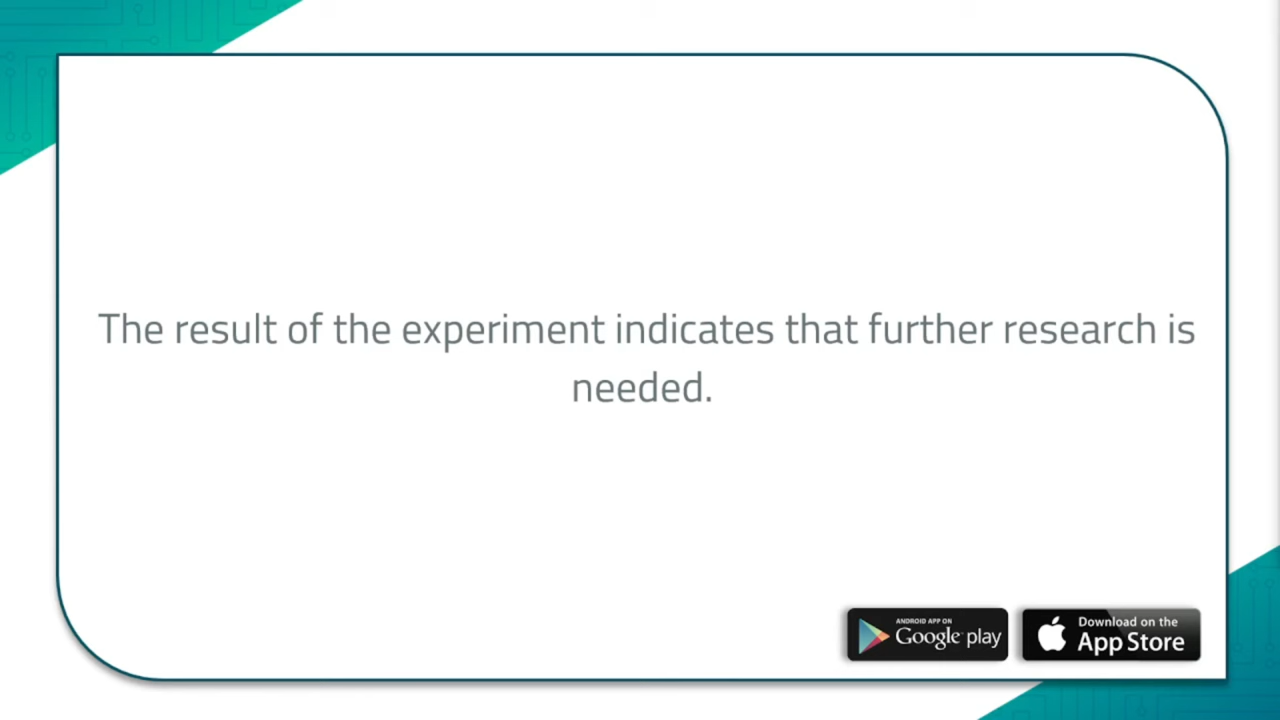 The result of the experiment indicates that further research is
needed.
ANDROID APP ON
Google play
Download on the
App Store